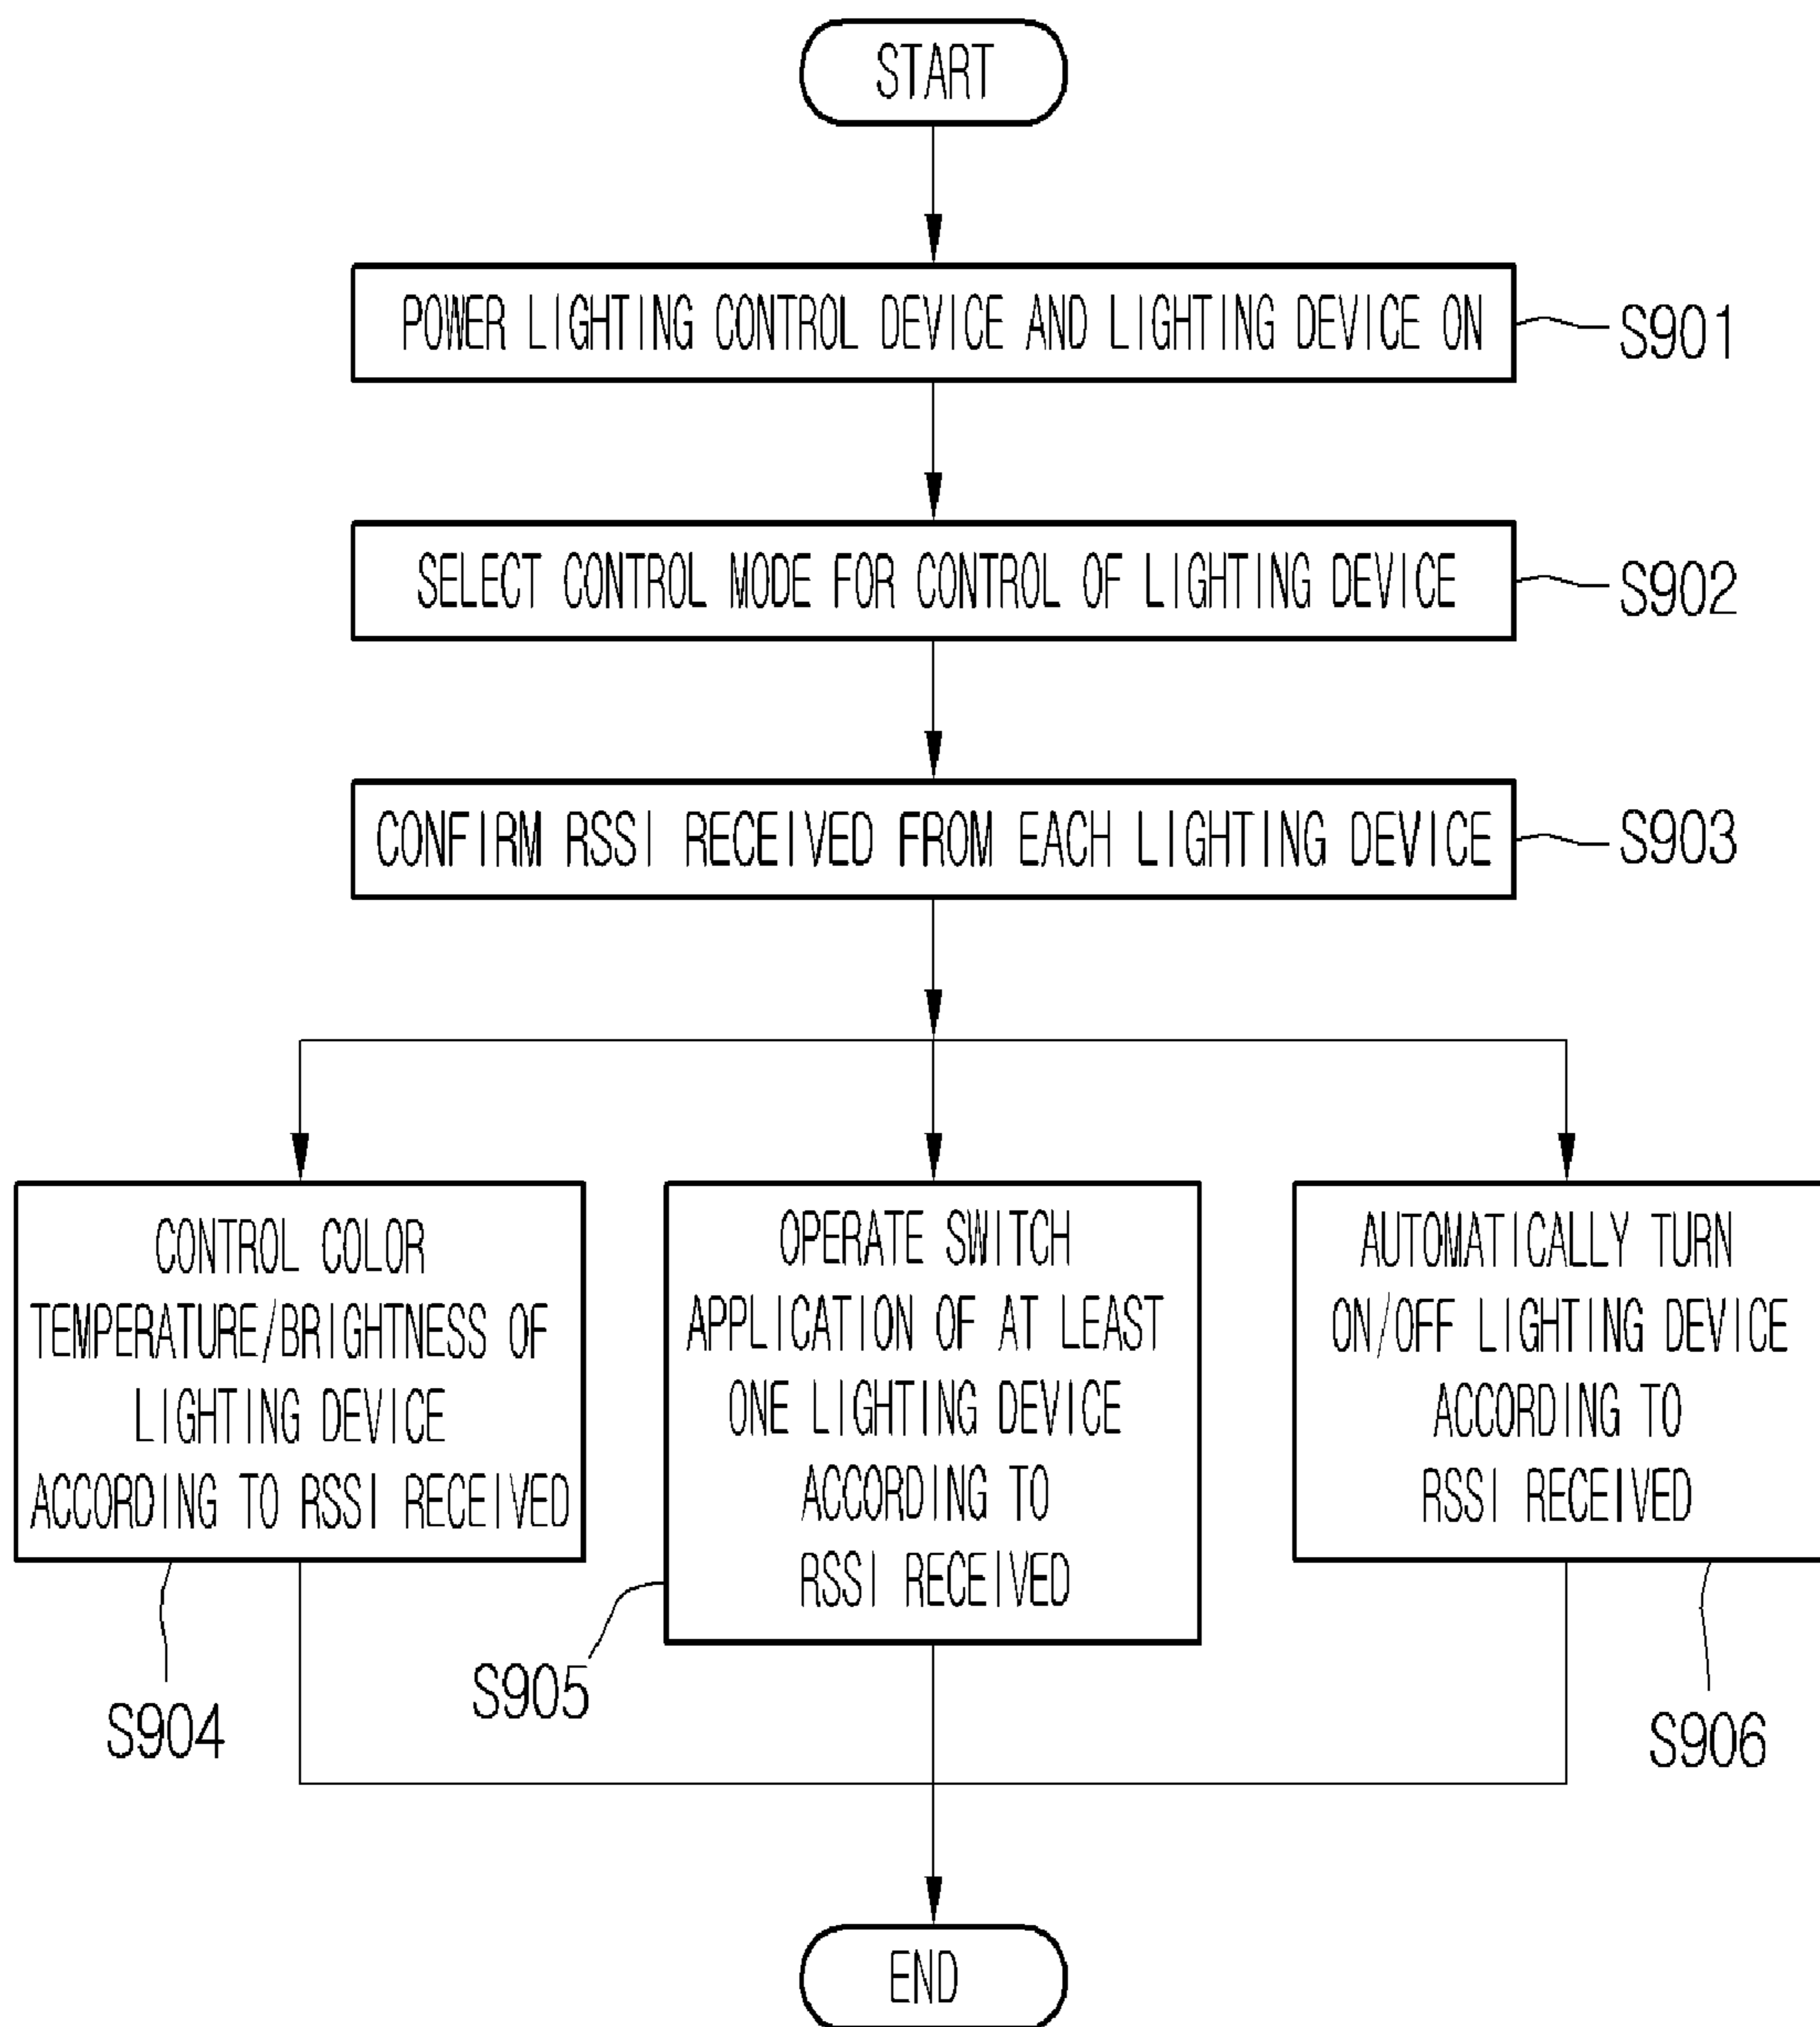 START
POWER LIGHTING CONTROL DEVICE AND LIGHTING DEVICE ON
S901
SELECT CONTROL MODE FOR CONTROL OF LIGHTING DEVICE
S902
CONFIRM RSSI RECEIVED FROM EACH LIGHTING DEVICE
S903
CONTROL COLOR
TEMPERATURE/BRIGHTNESS OF
LIGHTING DEVICE
ACCORDING TO RSSI RECEIVED
S904
OPERATE SWITCH
APPLICATION OF AT LEAST
ONE LIGHTING DEVICE
ACCORDING TO
RSSI RECEIVED
S905
AUTOMATICALLY TURN
ON/OFF LIGHTING DEVICE
ACCORDING TO
RSSI RECEIVED
S906
END